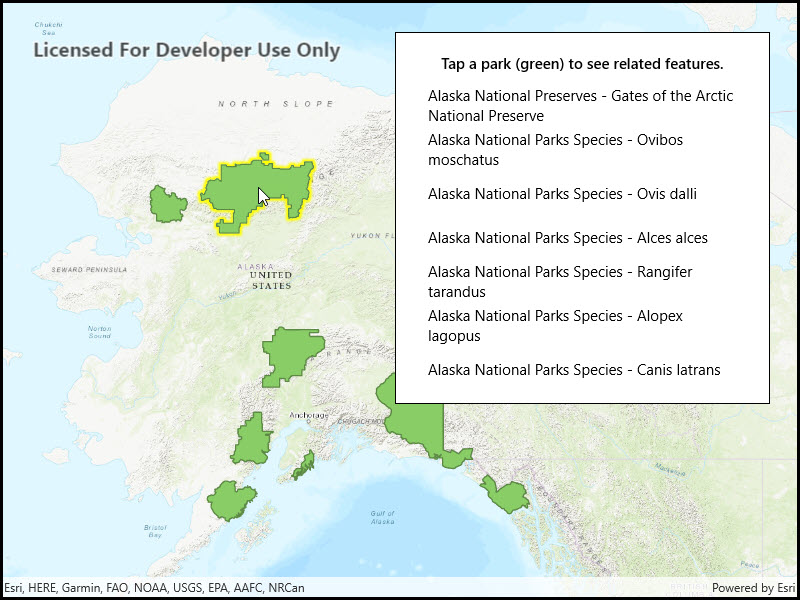 Chukchi
Sea
Licensed For Developer Use Only
Tap a park (green) to see related features.
Alaska National Preserves - Gates of the Arctic
National Preserve
Alaska National Parks Species - Ovibos
moschatus
Alaska National Parks Species - Ovis dalli
Alaska National Parks Species - Alces alces
Alaska National Parks Species - Rangifer
tarandus
Alaska National Parks Species - Alopex
lagopus
Alaska National Parks Species - Canis latrans
NORTH SLOPE
G E
YUKON FL
SEWARD PENINSULA
ALASKA
UNITED
STATES
Yukon
Norton
Sound
RANGE
Anchorage
CHUGACH MO
Mackenzie
Gulf of
Alaska
Bristol
Bay
Peace
Esri, HERE, Garmin, FAO, NOAA, USGS, EPA, AAFC, NRCan
Powered by Esri